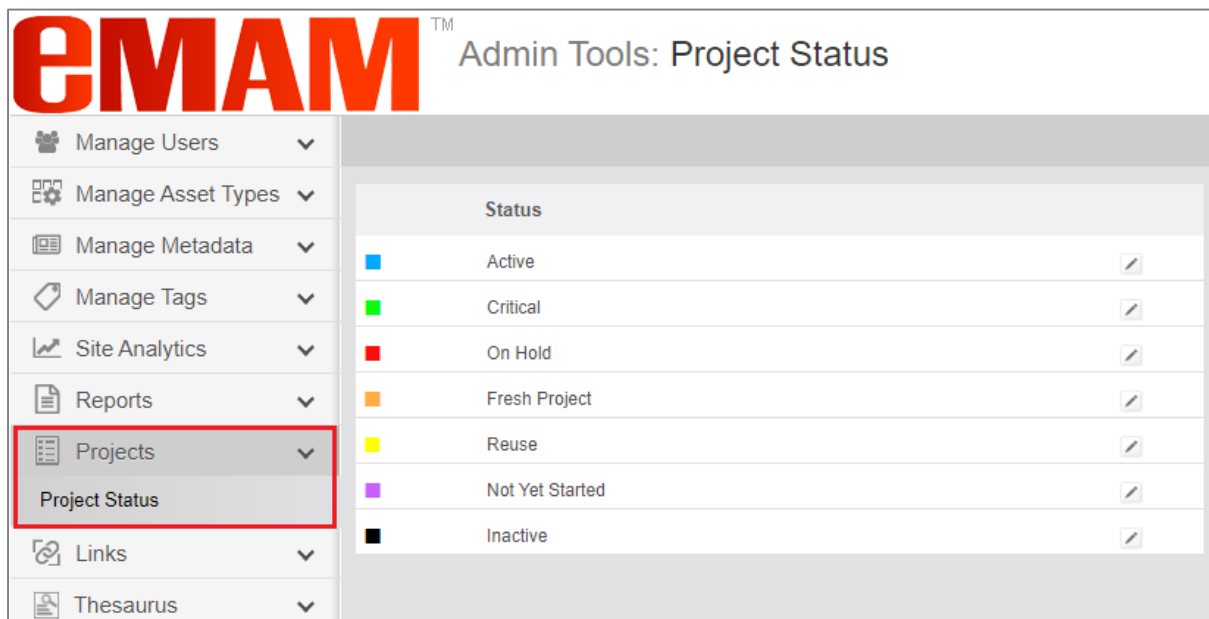 eMAM TM
Admin Tools: Project Status
Manage Users
Manage Asset Types
Manage Metadata
Manage Tags
Site Analytics
Reports
Projects
Project Status
Links
Thesaurus
Status
Active
Critical
On Hold
Fresh Project
Reuse
Not Yet Started
Inactive